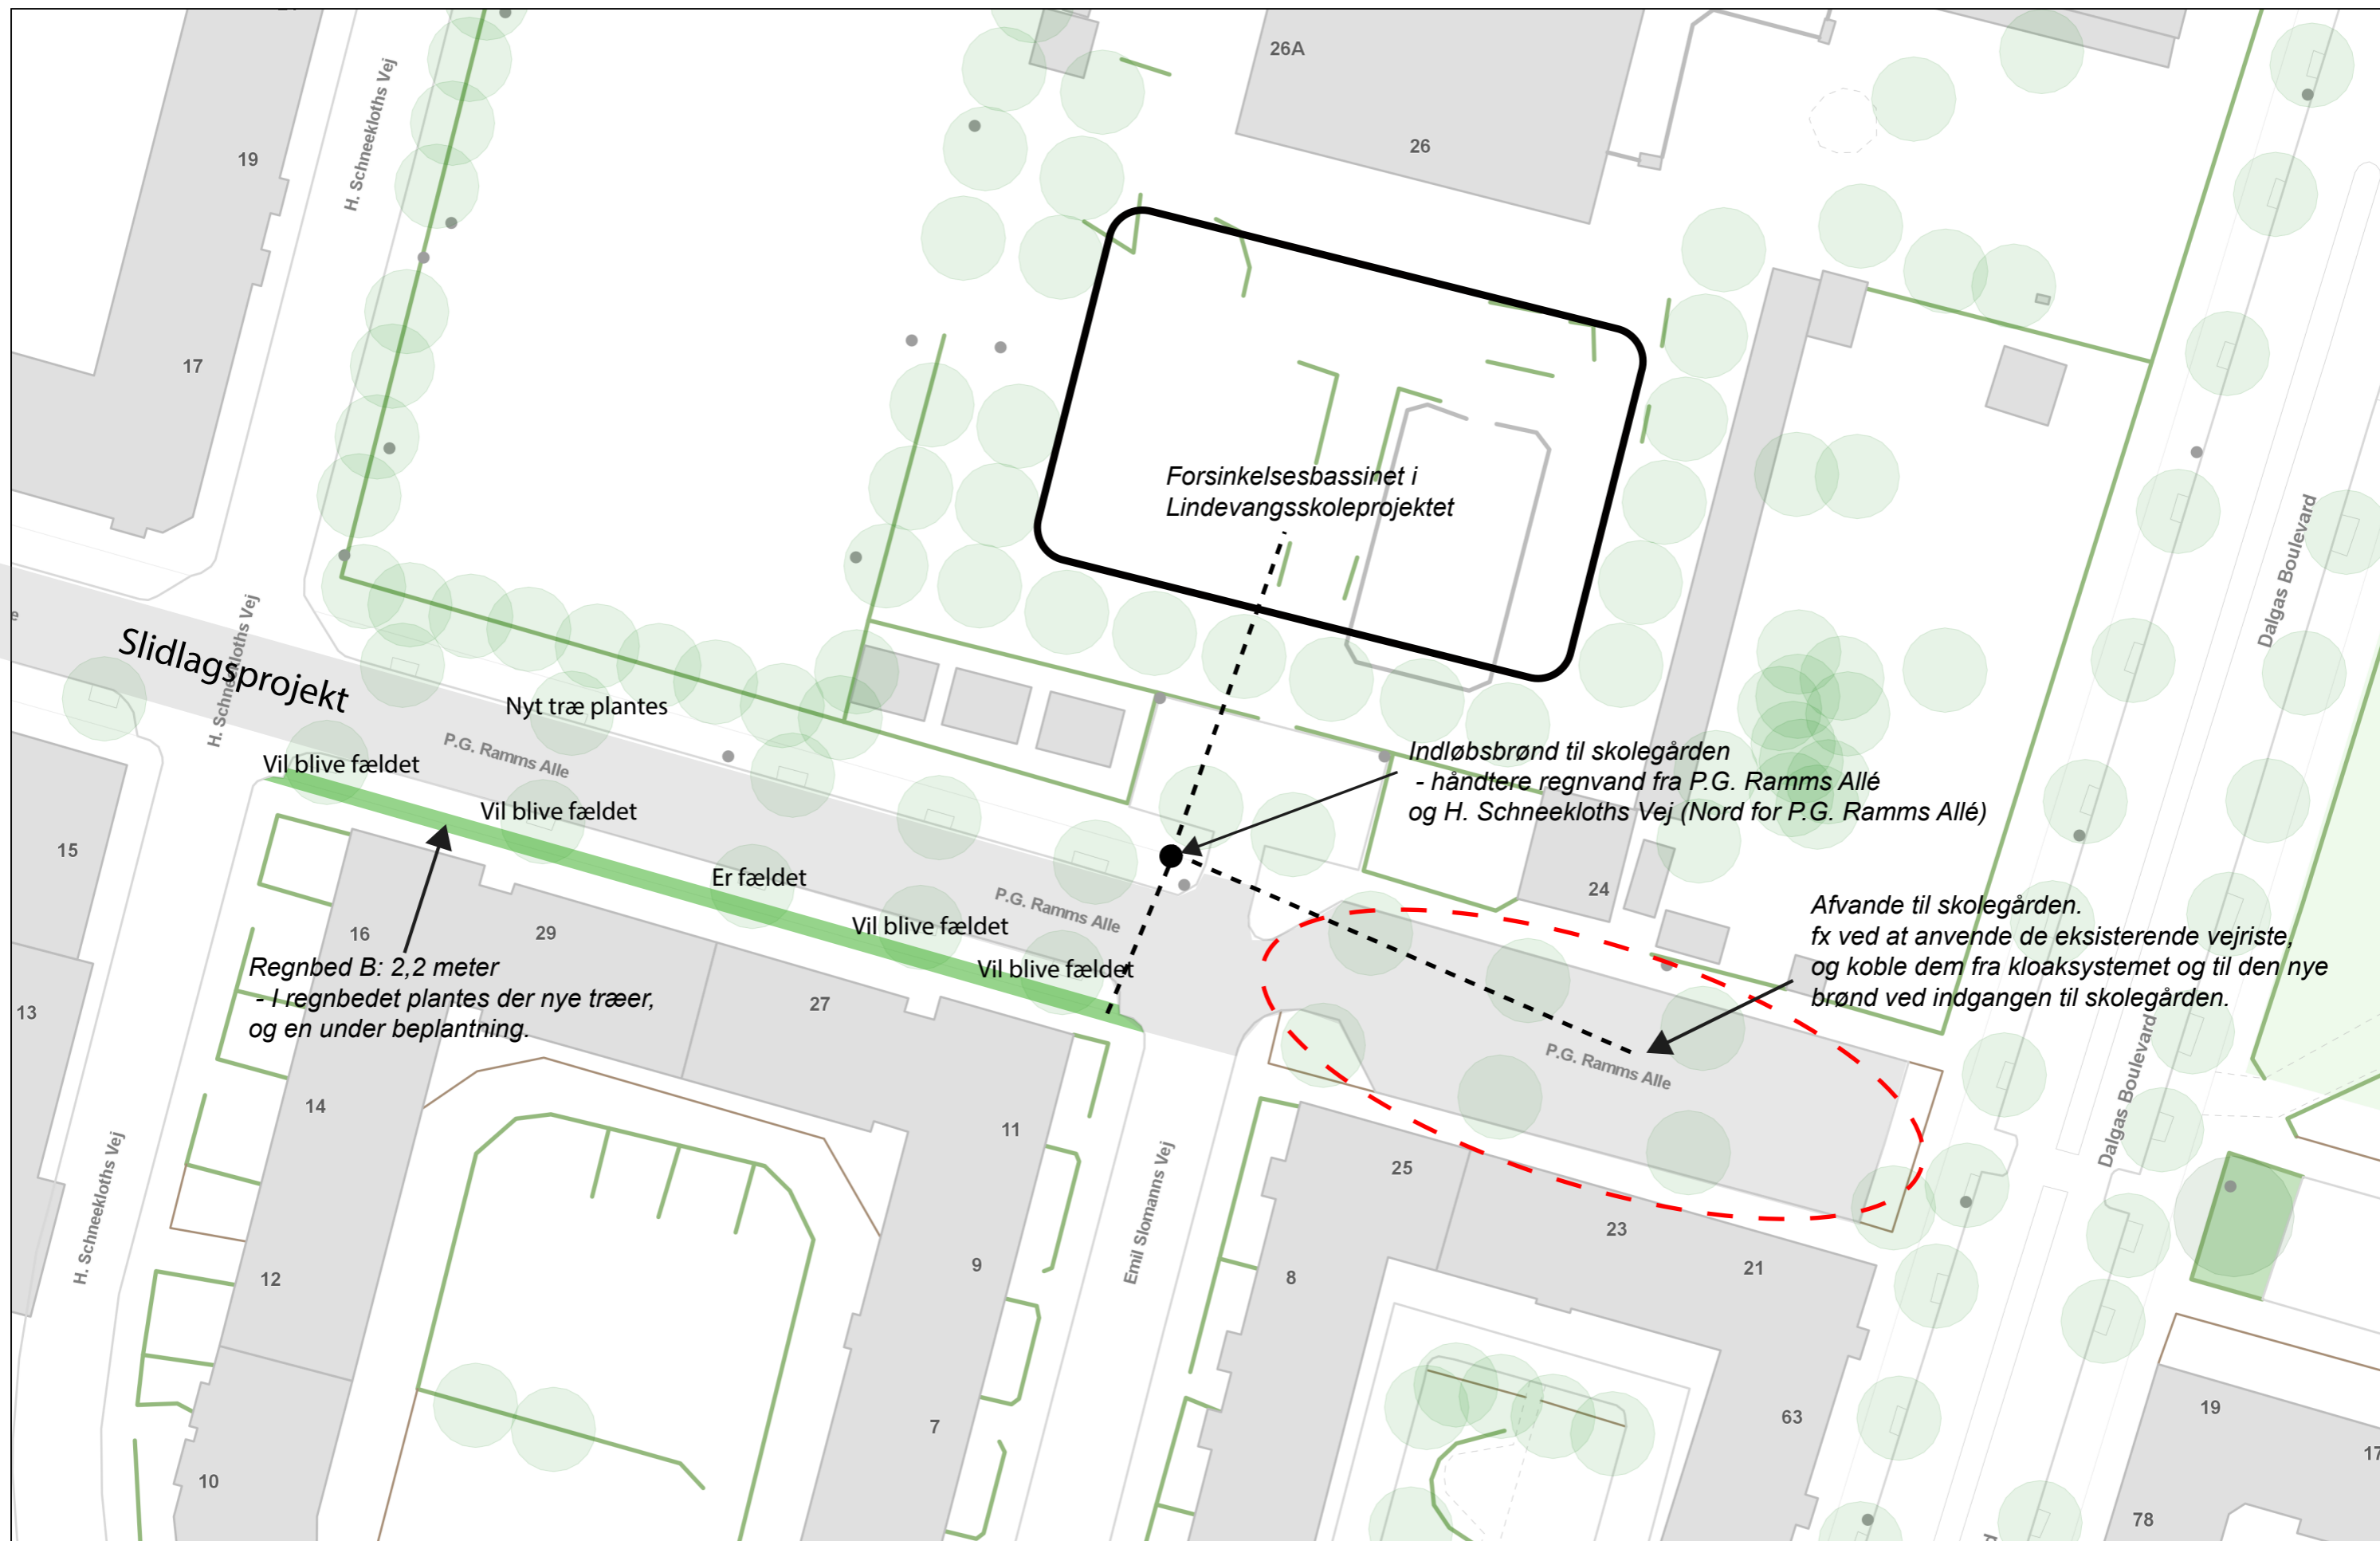 26A
26
19
17
H. Schneekloths Vej
Forsinkelsesbassinet i
Lindevangsskoleprojektet
Dalgas Boulevard
e
Slidlagsprojekt
H. Schneekloths Vej
Nyt træ plantes
P.G. Ramms Alle
Vil blive fældet
Vil blive fældet
Indløbsbrønd til skolegården
- håndtere regnvand fra P.G. Ramms Allé
og H. Schneekloths Vej (Nord for P.G. Ramms Allé)
15
Er fældet
P.G. Ramms Alle
24
Vil blive fældet
Vil blive fældet
Afvande til skolegården.
fx ved at anvende de eksisterende vejriste,
og koble dem fra kloaksystemet og til den nye
brønd ved indgangen til skolegården.
16
29
Regnbed B: 2,2 meter
- I regnbedet plantes der nye træer,
og en under beplantning.
27
13
P.G. Ramms Alle
Dalgas Boulevard
14
11
25
H. Schneekloths Vej
Emil Slomanns Vej
23
21
12
9
8
7
63
19
17
10
78